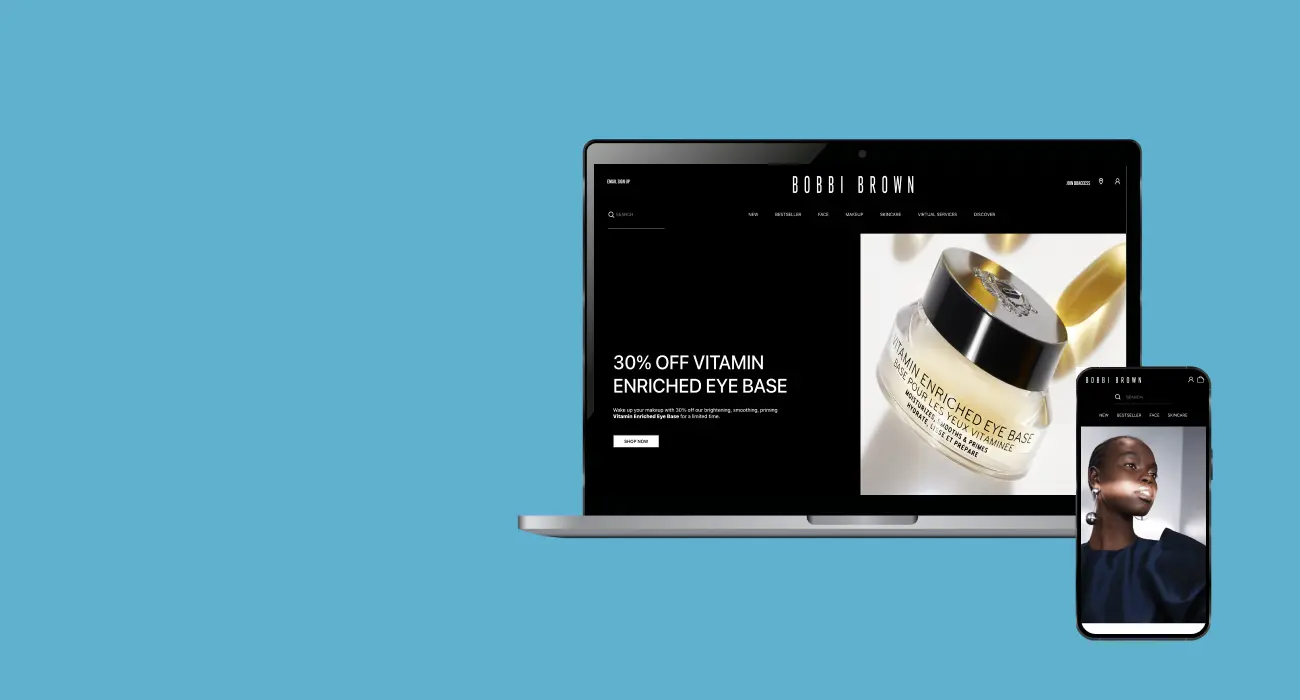 EMAIL SIGN UP
BOBBI BROWN
JOIN BBACCESS
SEARCH
NEW BESTSELLER FACE MAKEUP SKINCARE VIRTUAL SERVICES DISCOVER
30% OFF VITAMIN
ENRICHED EYE BASE
Wake up your makeup with 30% off our brightening, smoothing, priming
Vitamin Enriched Eye Base for a limited time.
SHOP NOW
VITAMIN ENRICHED EYE BASE
BASE POUR LES YEUX VITAMINÉE
MOISTURIZES, SMOOTHS & PRIMES
HYDRATE, LISSE ET PRÉPARE
BOBBI BROWN
SEARCH
NEW BESTSELLER FACE SKINCARE